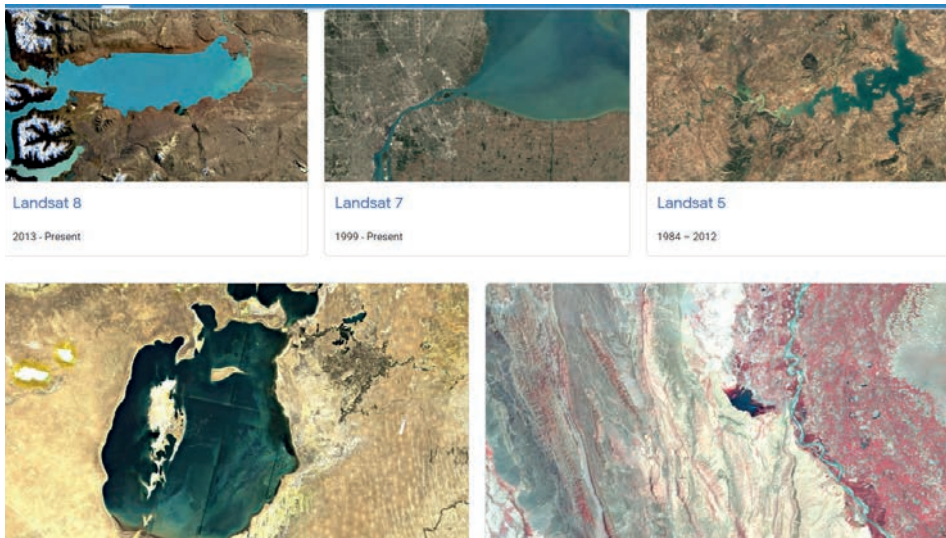 Landsat 8
Landsat 7
Landsat 5
2013 - Present
1999 - Present
1984 – 2012